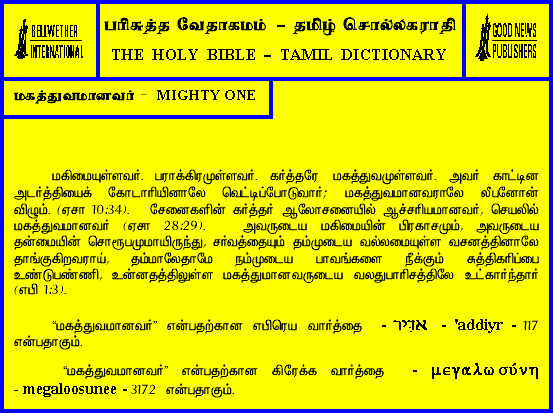 BELLWETHER
INTERNATIONAL
பரிசுத்த வேதாகமம் – தமிழ் சொல்லகராதி
THE HOLY BIBLE – TAMIL DICTIONARY
GOOD NEWS
PUBLISHERS
மகத்துவமானவர் - MIGHTY ONE
மகிமையுள்ளவர். பராக்கிரமமுள்ளவர். கர்த்தரே மகத்துவமுள்ளவர். அவர் காட்டின
அடர்த்தியைக் கோடாரியினாலே வெட்டிப்போடுவார்; மகத்துவமானவராலே லீபனோன்
விழும். (ஏசா 10:34). சேனைகளின் கர்த்தர் ஆலோசனையில் ஆச்சரியமானவர், செயலில்
மகத்துவமானவர் (ஏசா 28:29). அவருடைய மகிமையின் பிரகாசமும், அவருடைய
தன்மையின் சொரூபமுமாயிருந்து, சர்வத்தையும் தம்முடைய வல்லமையுள்ள வசனத்தினாலே
தாங்குகிறவராய், தம்மாலேதாமே நம்முடைய பாவங்களை நீக்கும் சுத்திகரிப்பை
உண்டுபண்ணி, உன்னதத்திலுள்ள மகத்துமானவருடைய வலதுபாரிசத்திலே உட்கார்ந்தார்
(எபி 1:3).
“மகத்துவமானவர்” என்பதற்கான எபிரெய வார்த்தை - אַדִּיר - 'addiyr - 117
என்பதாகும்.
“மகத்துவமானவர்” என்பதற்கான கிரேக்க வார்த்தை - μεγαλωσύνη
- megaloosunee - 3172 என்பதாகும்.